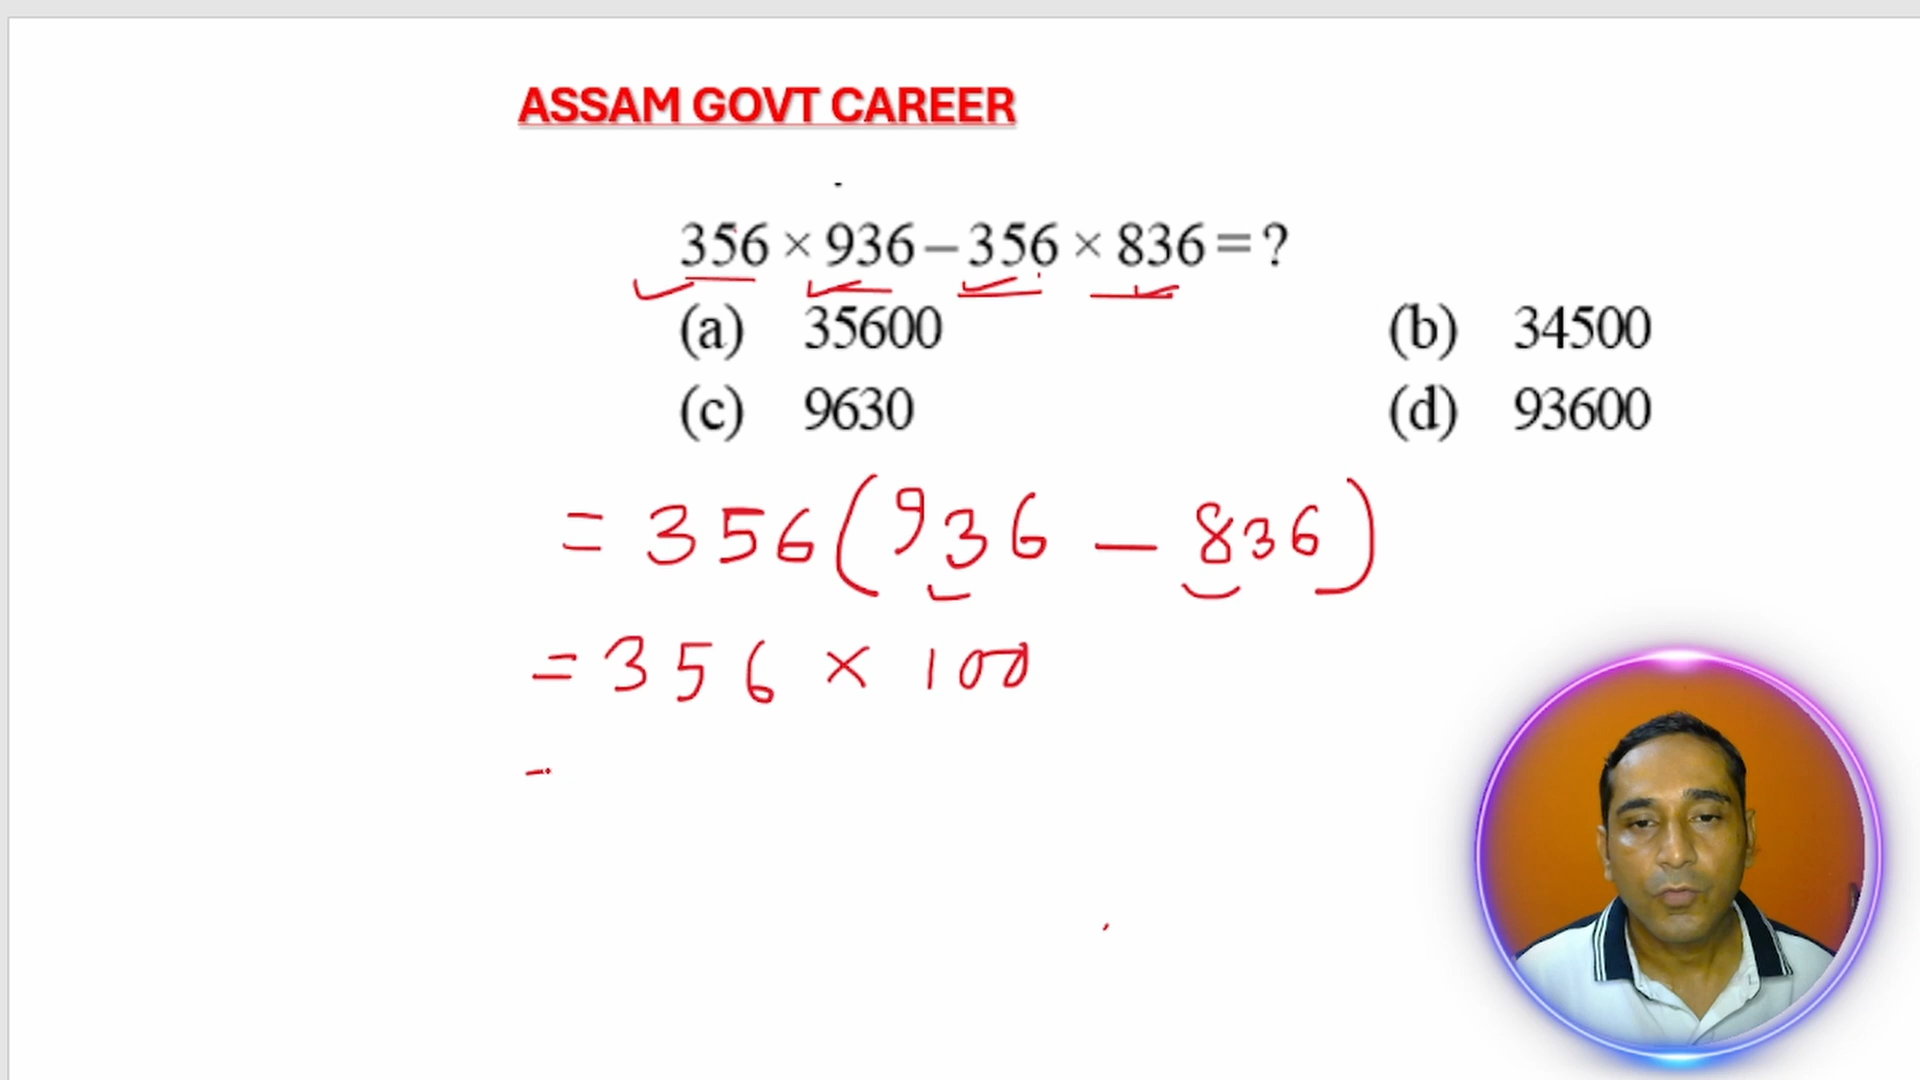 ASSAM GOVT CAREER
356 × 936 – 356 × 836 = ?
(a) 35600 (b) 34500
(c) 9630 (d) 93600
= 356 (936 – 836)
= 356 × 100